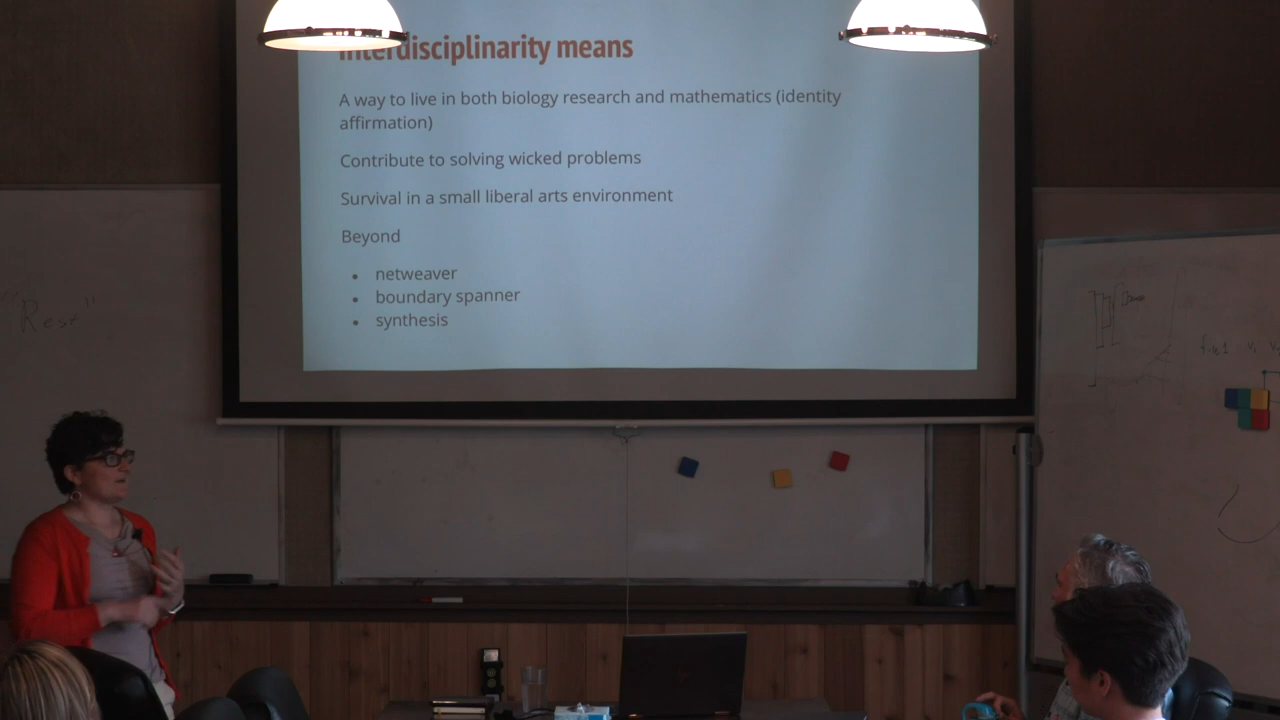 Interdisciplinarity means
A way to live in both biology research and mathematics (identity
affirmation)
Contribute to solving wicked problems
Survival in a small liberal arts environment
Beyond
• netweaver
• boundary spanner
• synthesis
"Rest"